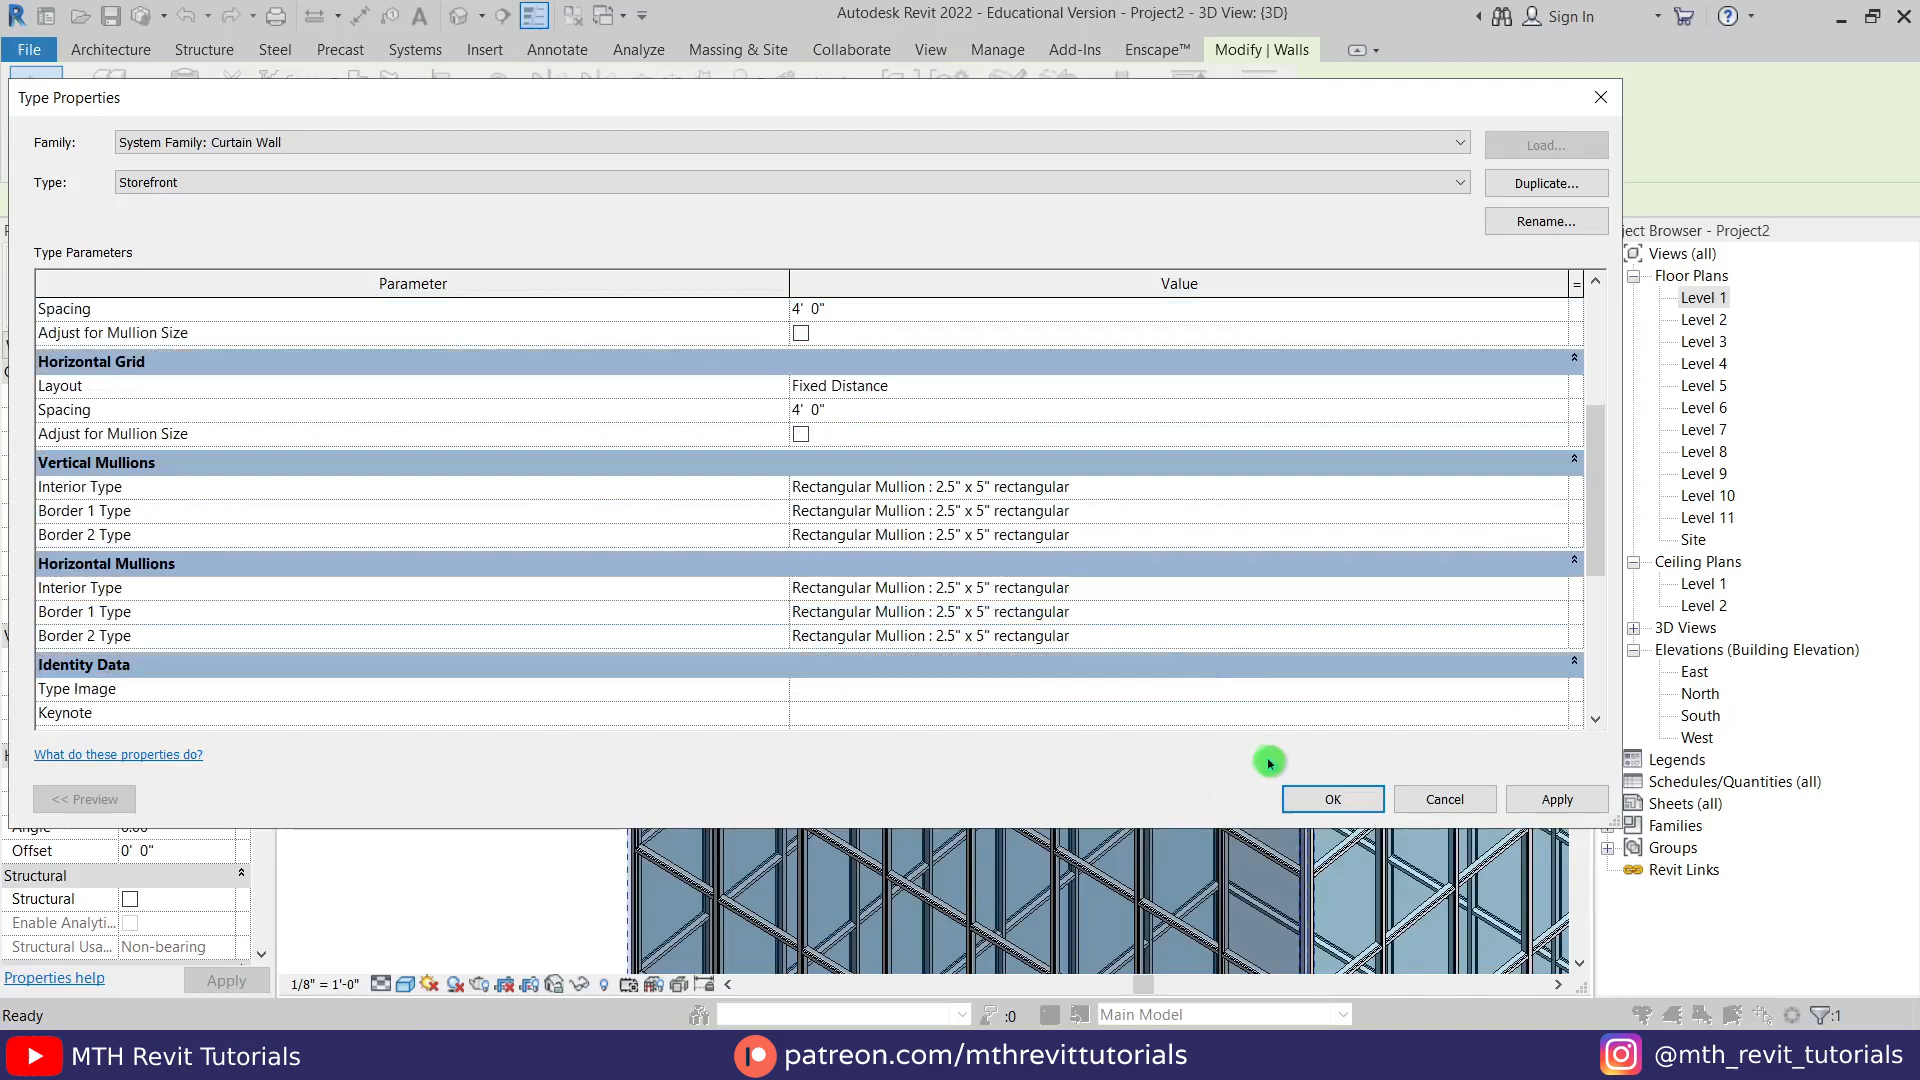 Autodesk Revit 2022 - Educational Version - Project2 - 3D View: {3D}
Sign In
File Architecture Structure Steel Precast Systems Insert Annotate Analyze Massing & Site Collaborate View Manage Add-Ins Enscape™ Modify | Walls
Type Properties
Family: System Family: Curtain Wall Load...
Type: Storefront Duplicate...
Rename...
Type Parameters
Parameter Value =
Spacing 4' 0"
Adjust for Mullion Size
Horizontal Grid
Layout Fixed Distance
Spacing 4' 0"
Adjust for Mullion Size
Vertical Mullions
Interior Type Rectangular Mullion : 2.5" x 5" rectangular
Border 1 Type Rectangular Mullion : 2.5" x 5" rectangular
Border 2 Type Rectangular Mullion : 2.5" x 5" rectangular
Horizontal Mullions
Interior Type Rectangular Mullion : 2.5" x 5" rectangular
Border 1 Type Rectangular Mullion : 2.5" x 5" rectangular
Border 2 Type Rectangular Mullion : 2.5" x 5" rectangular
Identity Data
Type Image
Keynote
What do these properties do?
<< Preview OK Cancel Apply
ject Browser - Project2
Views (all)
Floor Plans
Level 1
Level 2
Level 3
Level 4
Level 5
Level 6
Level 7
Level 8
Level 9
Level 10
Level 11
Site
Ceiling Plans
Level 1
Level 2
3D Views
Elevations (Building Elevation)
East
North
South
West
Legends
Schedules/Quantities (all)
Sheets (all)
Families
Groups
Revit Links
Offset 0' 0"
Structural
Structural
Enable Analyti...
Structural Usa... Non-bearing
Properties help Apply
1/8" = 1'-0"
Ready :0 Main Model :1
MTH Revit Tutorials patreon.com/mthrevittutorials @mth_revit_tutorials